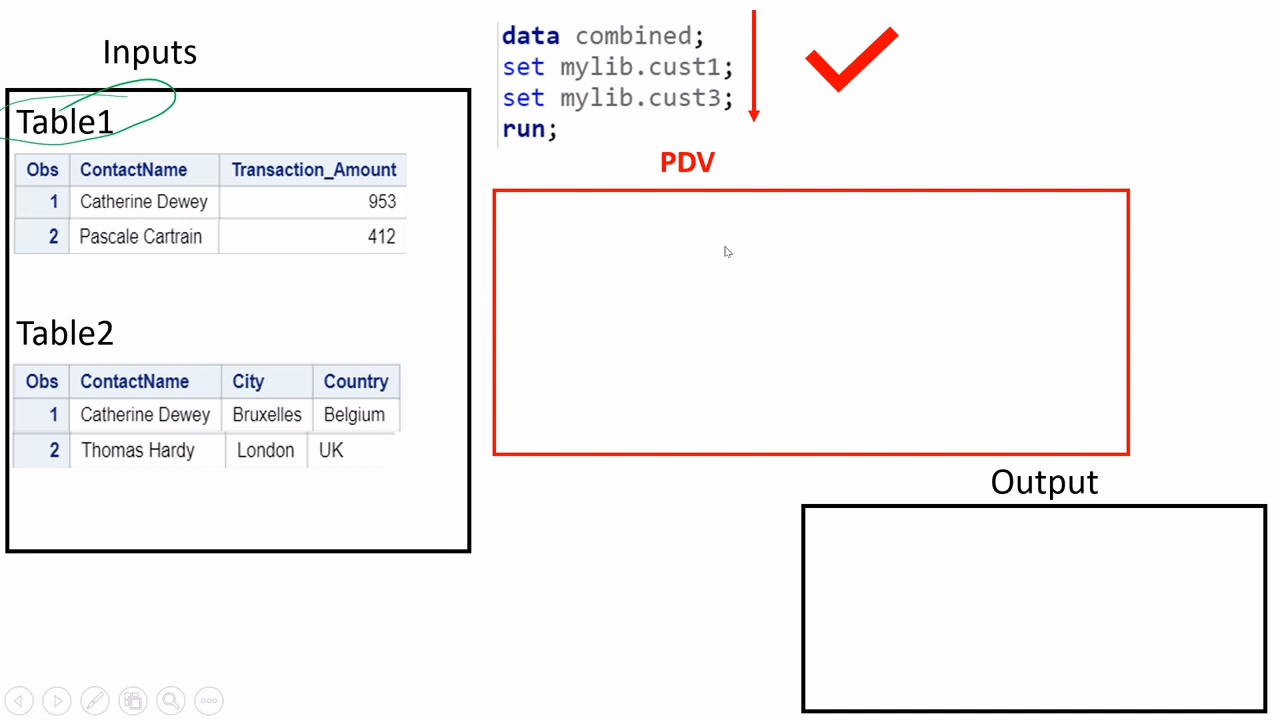 Inputs
Table1
Obs ContactName Transaction_Amount
1 Catherine Dewey 953
2 Pascale Cartrain 412
Table2
Obs ContactName City Country
1 Catherine Dewey Bruxelles Belgium
2 Thomas Hardy London UK
data combined;
set mylib.cust1;
set mylib.cust3;
run;
PDV
Output